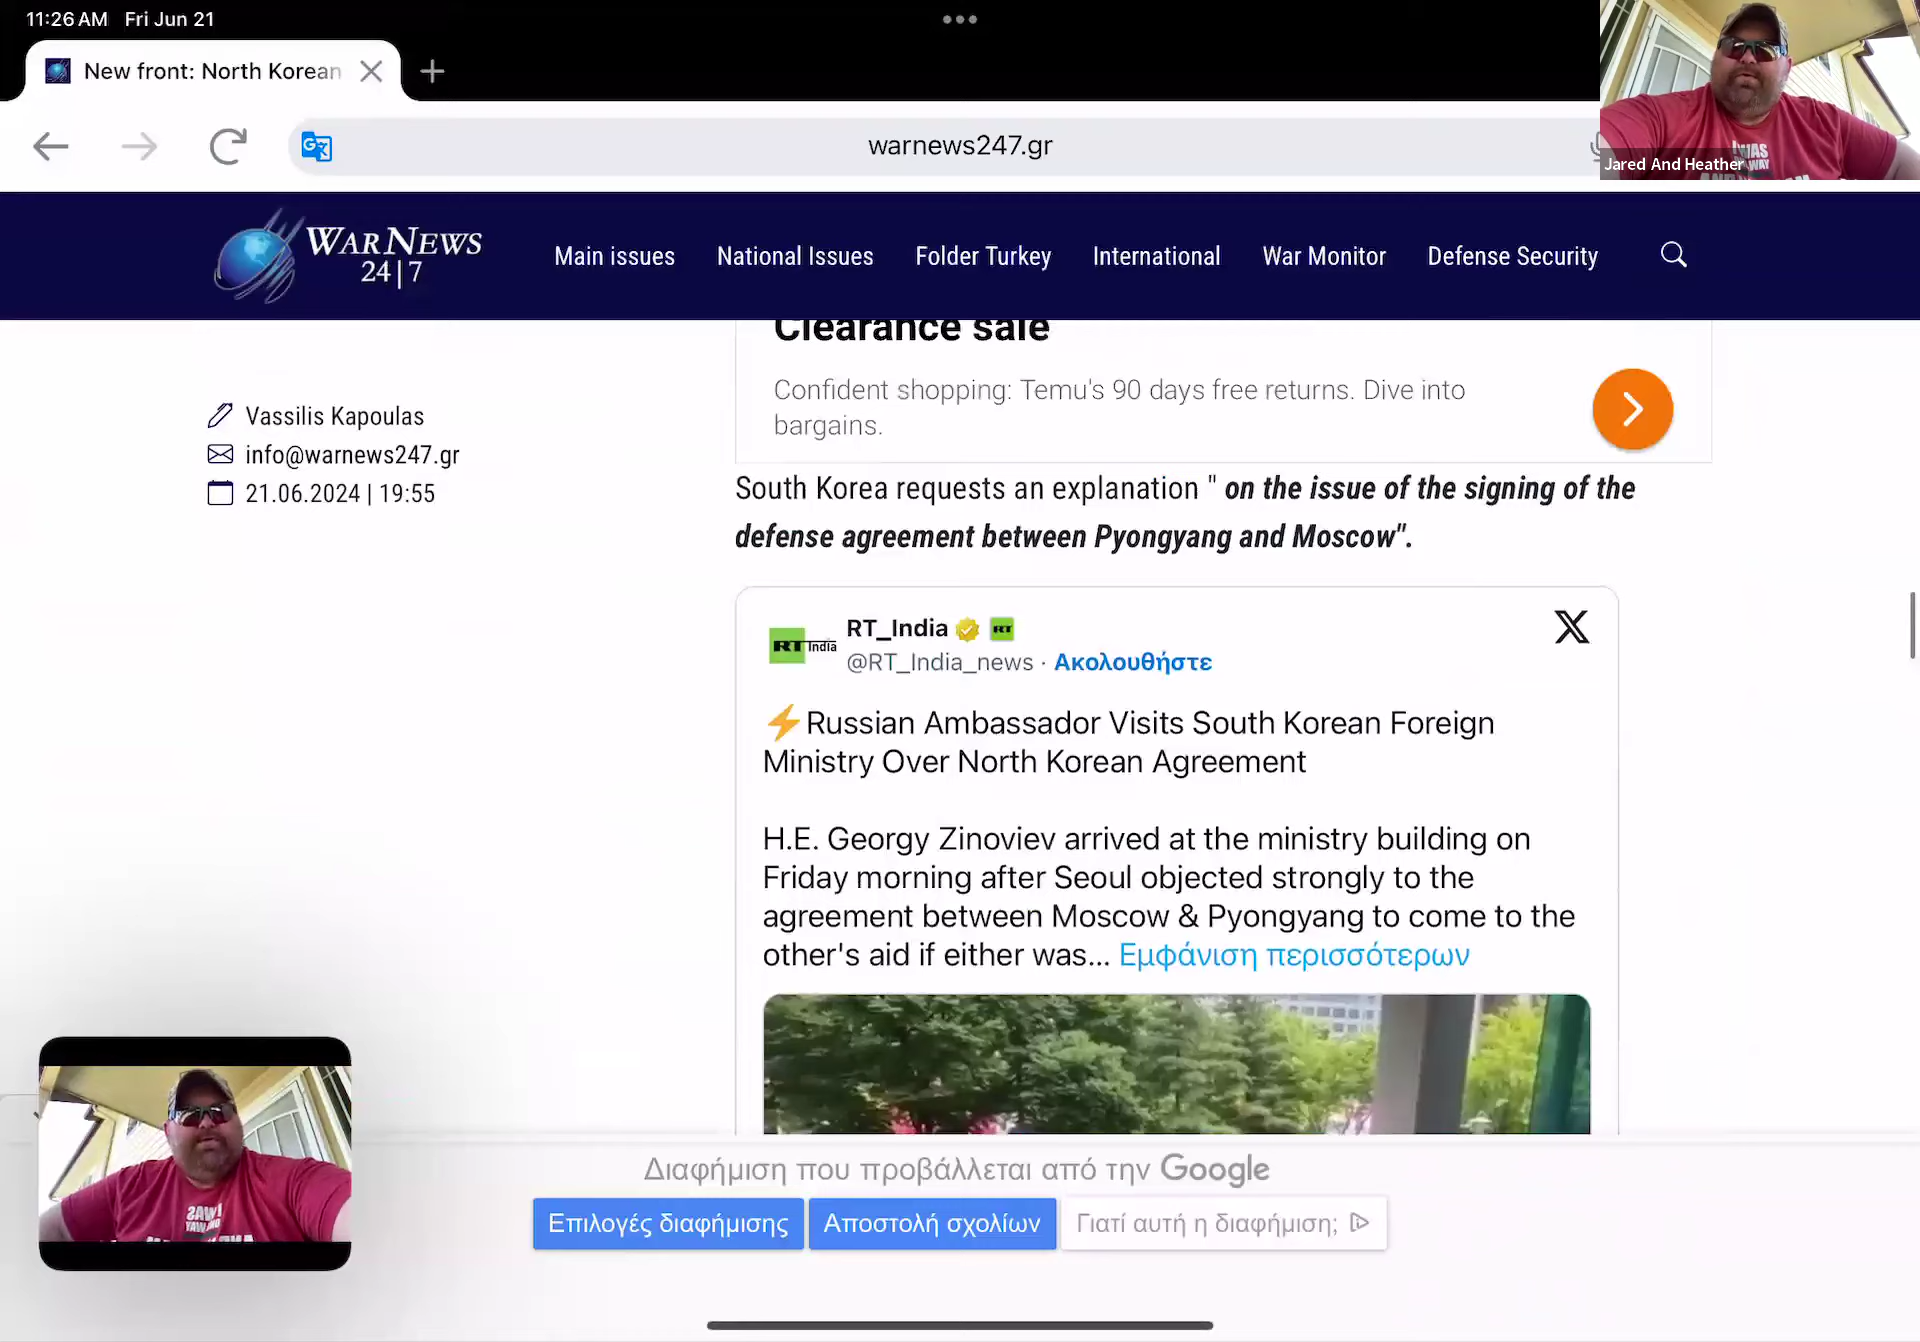 11:26 AM Fri Jun 21
New front: North Korean
warnews247.gr
Jared And Heather
I WAS
WAR NEWS
24|7
Main issues
National Issues
Folder Turkey
International
War Monitor
Defense Security
Clearance sale
Confident shopping: Temu's 90 days free returns. Dive into
bargains.
Vassilis Kapoulas
info@warnews247.gr
21.06.2024 | 19:55
South Korea requests an explanation " on the issue of the signing of the
defense agreement between Pyongyang and Moscow".
RT India
RT_India RT
@RT_India_news · Ακολουθήστε
⚡Russian Ambassador Visits South Korean Foreign
Ministry Over North Korean Agreement
H.E. Georgy Zinoviev arrived at the ministry building on
Friday morning after Seoul objected strongly to the
agreement between Moscow & Pyongyang to come to the
other's aid if either was... Εμφάνιση περισσότερων
Διαφήμιση που προβάλλεται από την Google
Επιλογές διαφήμισης
Αποστολή σχολίων
Γιατί αυτή η διαφήμιση;